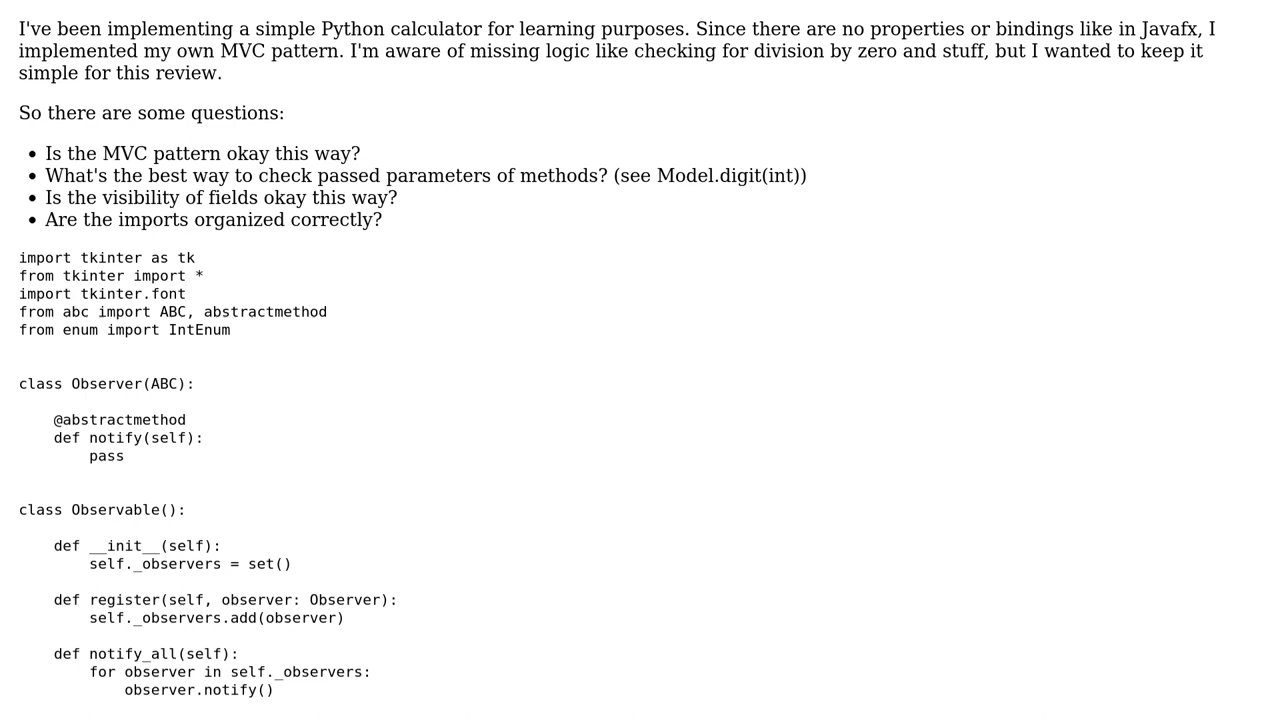 I've been implementing a simple Python calculator for learning purposes. Since there are no properties or bindings like in Javafx, I
implemented my own MVC pattern. I'm aware of missing logic like checking for division by zero and stuff, but I wanted to keep it
simple for this review.
So there are some questions:
• Is the MVC pattern okay this way?
• What's the best way to check passed parameters of methods? (see Model.digit(int))
• Is the visibility of fields okay this way?
• Are the imports organized correctly?
import tkinter as tk
from tkinter import *
import tkinter.font
from abc import ABC, abstractmethod
from enum import IntEnum
class Observer(ABC):
    @abstractmethod
    def notify(self):
        pass
class Observable():
    def __init__(self):
        self._observers = set()
    def register(self, observer: Observer):
        self._observers.add(observer)
    def notify_all(self):
        for observer in self._observers:
            observer.notify()